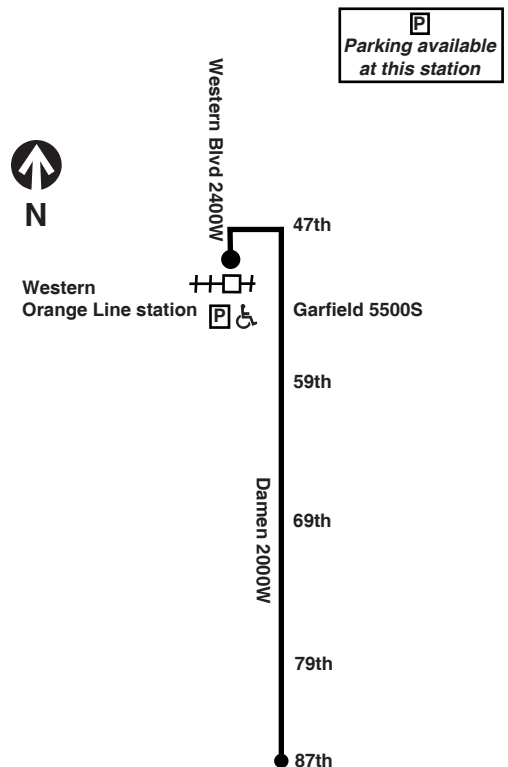 P
Parking available
at this station
Western Blvd 2400W
N
47th
Western
Orange Line station P
Garfield 5500S
59th
Damen 2000W
69th
79th
87th